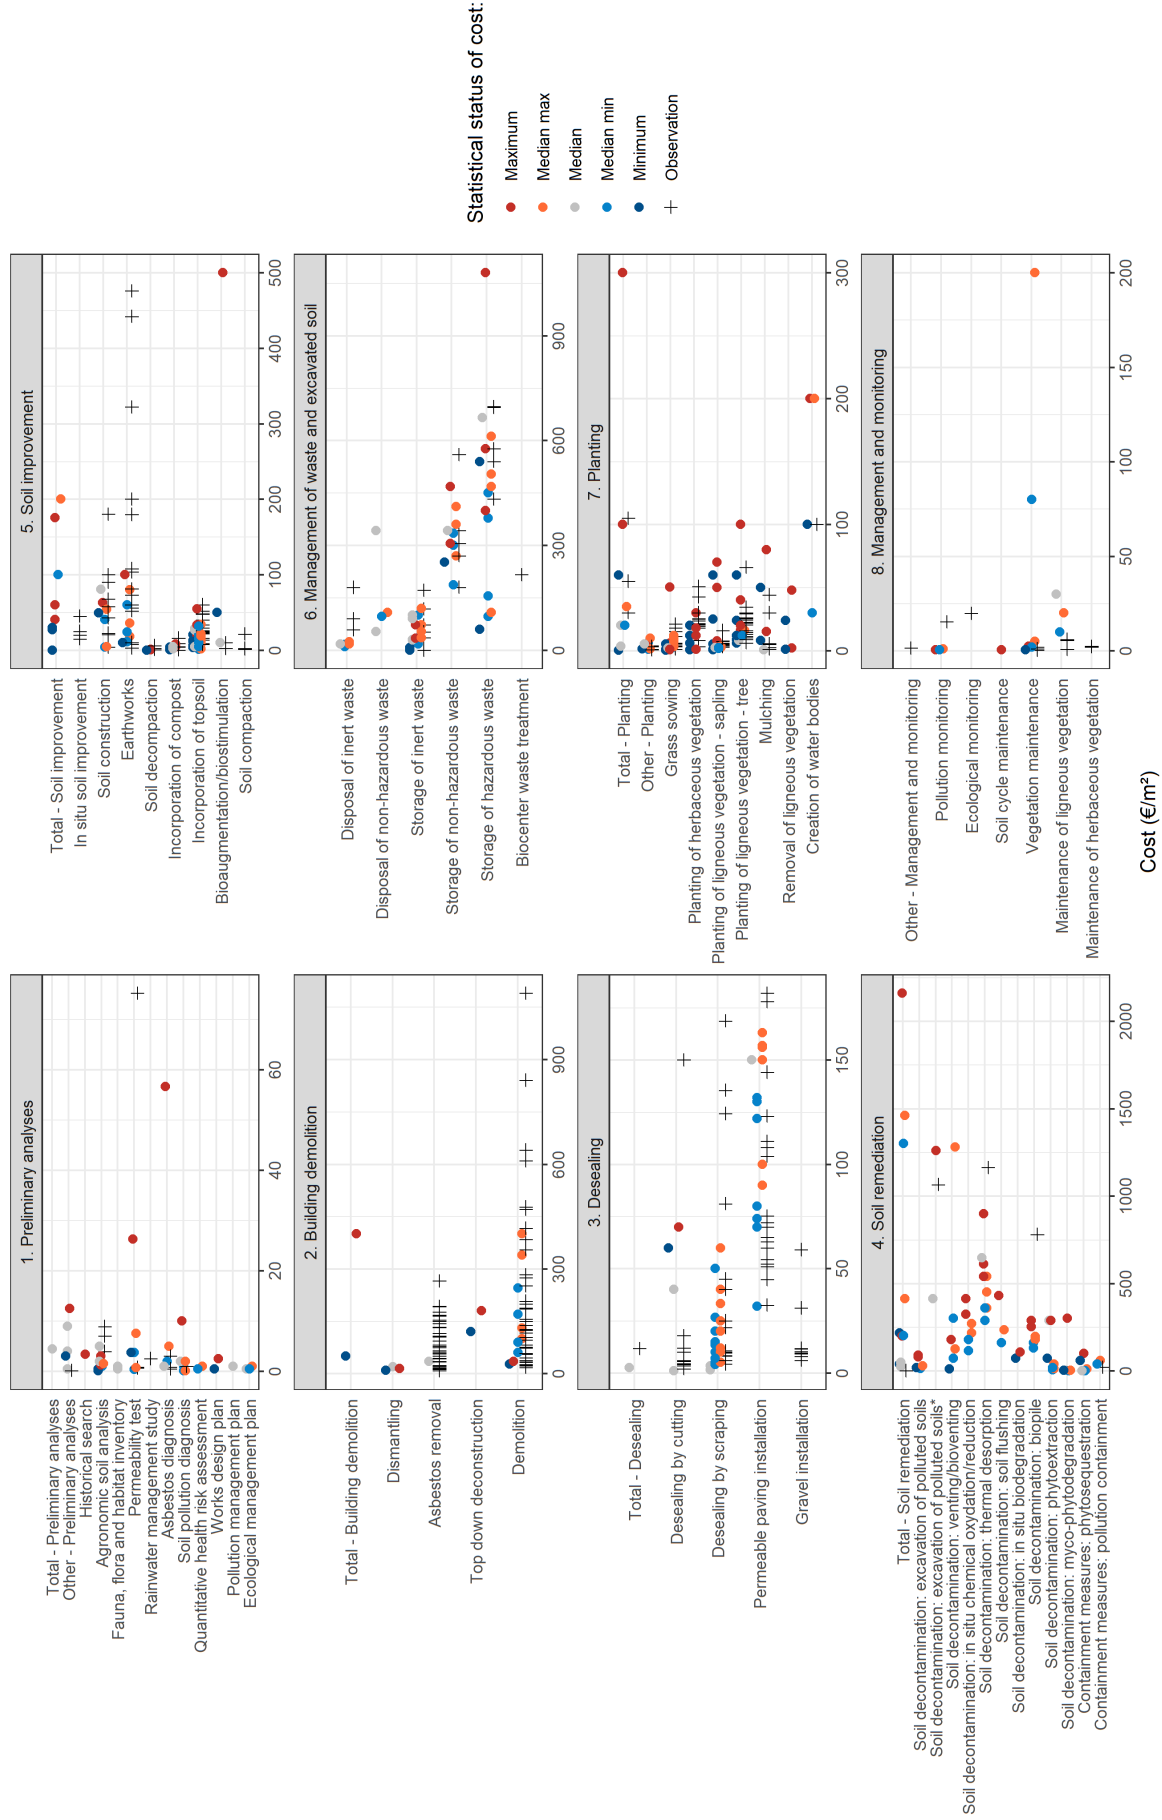 1. Preliminary analyses
Total - Preliminary analyses
Other - Preliminary analyses
Historical search
Agronomic soil analysis
Fauna, flora and habitat inventory
Permeability test
Rainwater management study
Asbestos diagnosis
Soil pollution diagnosis
Quantitative health risk assessment
Works design plan
Pollution management plan
Ecological management plan
0 20 40 60
2. Building demolition
Total - Building demolition
Dismantling
Asbestos removal
Top down deconstruction
Demolition
0 300 600 900
3. Desealing
Total - Desealing
Desealing by cutting
Desealing by scraping
Permeable paving installation
Gravel installation
0 50 100 150
4. Soil remediation
Total - Soil remediation
Soil decontamination: excavation of polluted soils
Soil decontamination: excavation of polluted soils*
Soil decontamination: venting/bioventing
Soil decontamination: in situ chemical oxydation/reduction
Soil decontamination: thermal desorption
Soil decontamination: soil flushing
Soil decontamination: in situ biodegradation
Soil decontamination: biopile
Soil decontamination: phytoextraction
Soil decontamination: myco-phytodegradation
Containment measures: phytosequestration
Containment measures: pollution containment
0 500 1000 1500 2000
5. Soil improvement
Total - Soil improvement
In situ soil improvement
Soil construction
Earthworks
Soil decompaction
Incorporation of compost
Incorporation of topsoil
Bioaugmentation/biostimulation
Soil compaction
0 100 200 300 400 500
6. Management of waste and excavated soil
Disposal of inert waste
Disposal of non-hazardous waste
Storage of inert waste
Storage of non-hazardous waste
Storage of hazardous waste
Biocenter waste treatment
0 300 600 900
7. Planting
Total - Planting
Other - Planting
Grass sowing
Planting of herbaceous vegetation
Planting of ligneous vegetation - sapling
Planting of ligneous vegetation - tree
Mulching
Removal of ligneous vegetation
Creation of water bodies
0 100 200 300
8. Management and monitoring
Other - Management and monitoring
Pollution monitoring
Ecological monitoring
Soil cycle maintenance
Vegetation maintenance
Maintenance of ligneous vegetation
Maintenance of herbaceous vegetation
0 50 100 150 200
Cost (€/m²)
Statistical status of cost:
Maximum
Median max
Median
Median min
Minimum
Observation